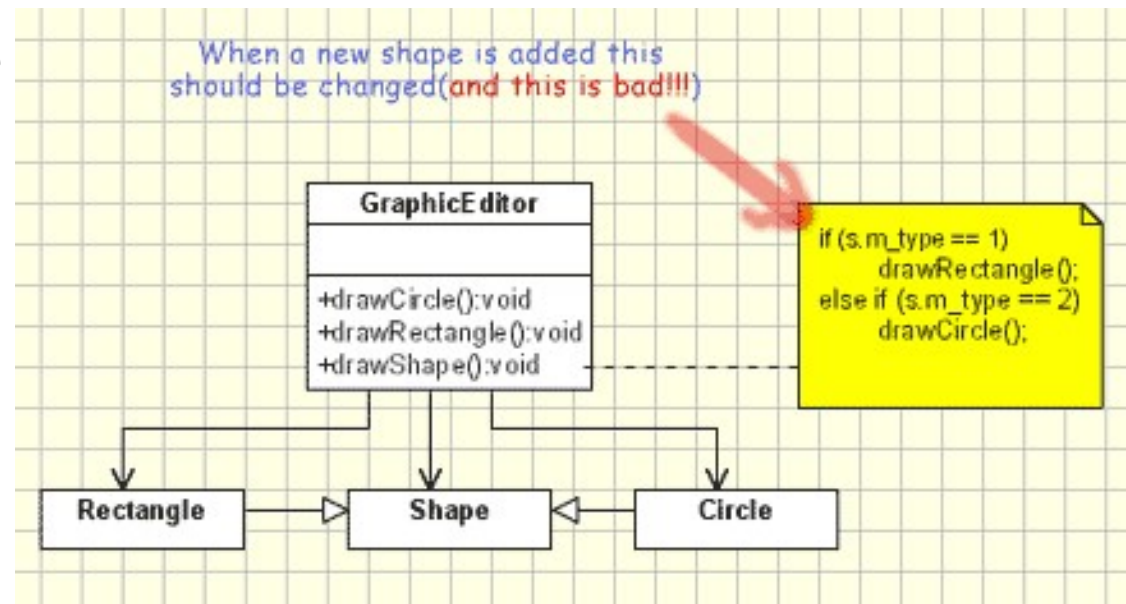 When a new shape is added this
should be changed(and this is bad!!!)
GraphicEditor
+drawCircle():void
+drawRectangle():void
+drawShape():void
if (s.m_type == 1)
drawRectangle();
else if (s.m_type == 2)
drawCircle();
Rectangle
Shape
Circle